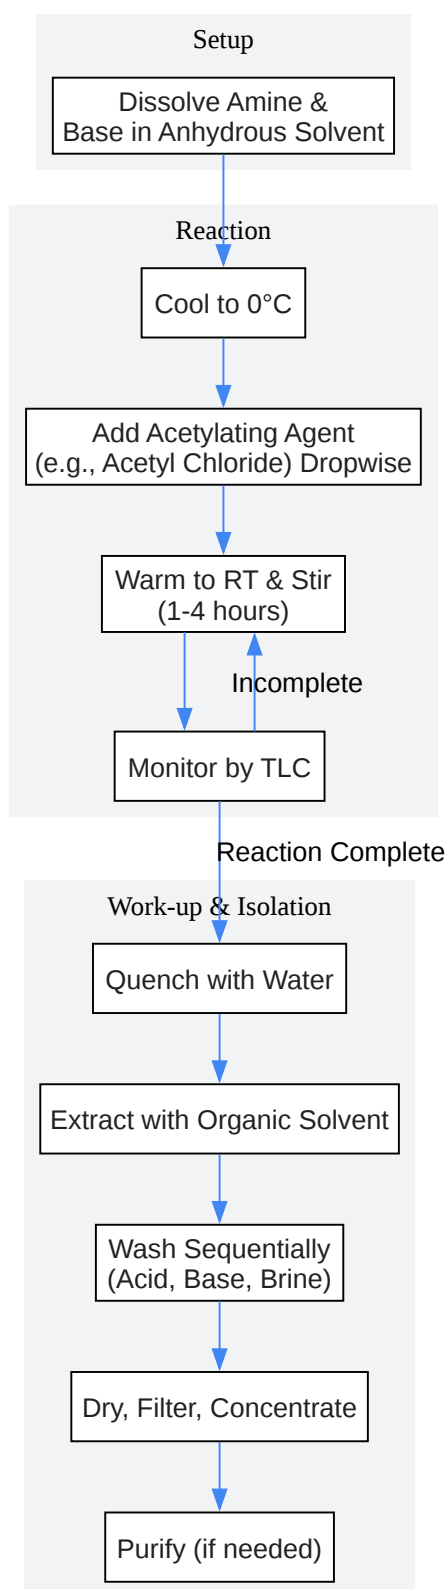 Setup
Dissolve Amine &
Base in Anhydrous Solvent
Reaction
Cool to 0°C
Add Acetylating Agent
(e.g., Acetyl Chloride) Dropwise
Warm to RT & Stir
(1-4 hours)
Incomplete
Monitor by TLC
Reaction Complete
Work-up & Isolation
Quench with Water
Extract with Organic Solvent
Wash Sequentially
(Acid, Base, Brine)
Dry, Filter, Concentrate
Purify (if needed)